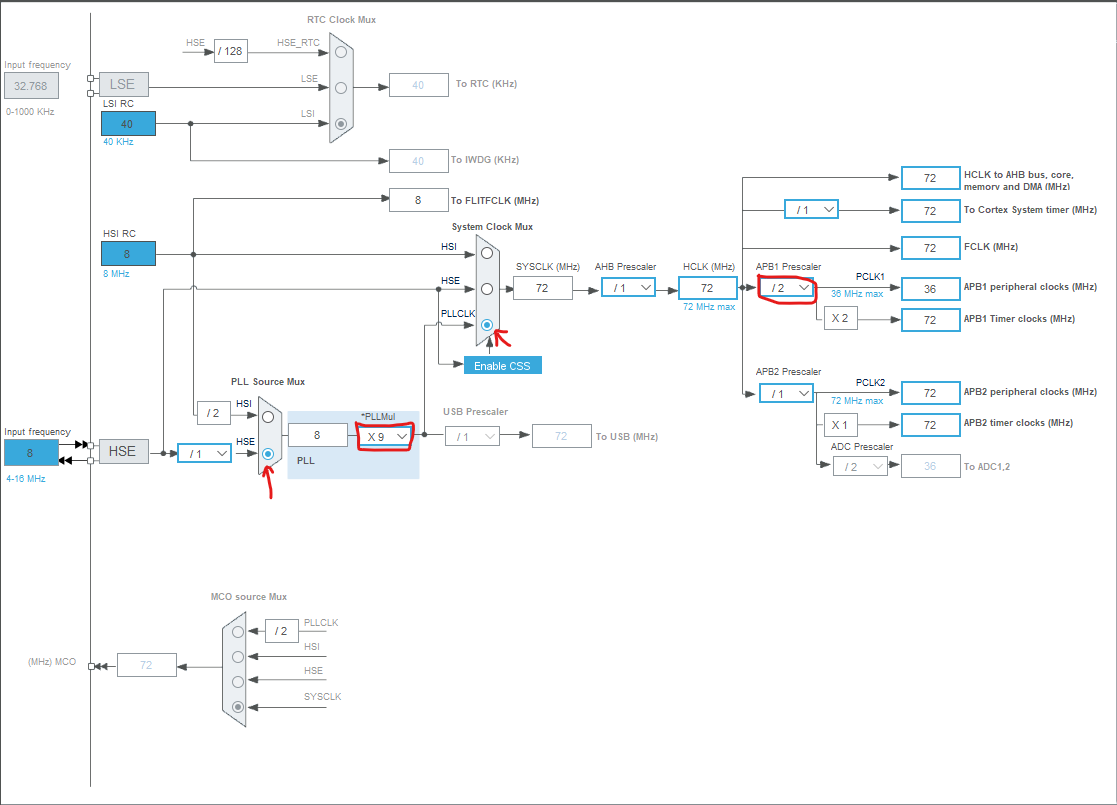 RTC Clock Mux
HSE
/ 128
HSE_RTC
Input frequency
32.768
0-1000 KHz
LSE
LSE
40
To RTC (KHz)
LSI RC
40
40 KHz
LSI
40
To IWDG (KHz)
8
To FLITFCLK (MHz)
HSI RC
8
8 MHz
System Clock Mux
HSI
HSE
PLLCLK
Enable CSS
SYSCLK (MHz)
72
AHB Prescaler
/ 1
HCLK (MHz)
72
72 MHz max
72
HCLK to AHB bus, core,
memory and DMA (MHz)
/ 1
72
To Cortex System timer (MHz)
72
FCLK (MHz)
APB1 Prescaler
/ 2
PCLK1
36 MHz max
36
APB1 peripheral clocks (MHz)
X 2
72
APB1 Timer clocks (MHz)
APB2 Prescaler
/ 1
PCLK2
72 MHz max
72
APB2 peripheral clocks (MHz)
X 1
72
APB2 timer clocks (MHz)
ADC Prescaler
/ 2
36
To ADC1,2
PLL Source Mux
/ 2
HSI
Input frequency
8
4-16 MHz
HSE
/ 1
HSE
8
PLL
*PLLMul
X 9
USB Prescaler
/ 1
72
To USB (MHz)
MCO source Mux
/ 2
PLLCLK
HSI
HSE
SYSCLK
(MHz) MCO
72